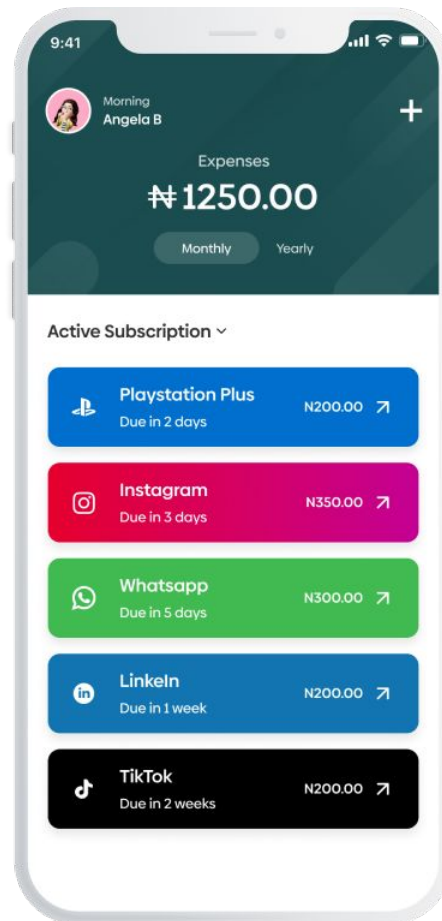 9:41
Morning
Angela B
Expenses
₦1250.00
Monthly Yearly
Active Subscription
Playstation Plus
Due in 2 days
N200.00
Instagram
Due in 3 days
N350.00
Whatsapp
Due in 5 days
N300.00
LinkeIn
Due in 1 week
N200.00
TikTok
Due in 2 weeks
N200.00